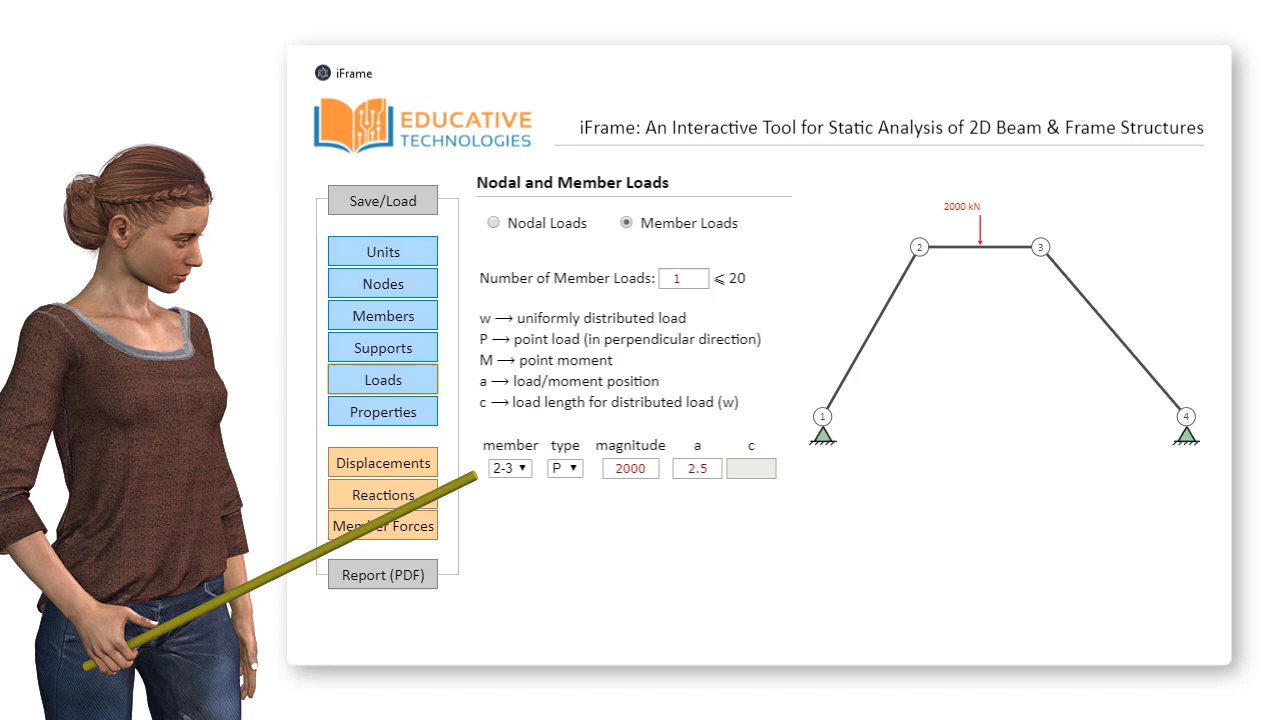 iFrame
EDUCATIVE
TECHNOLOGIES
iFrame: An Interactive Tool for Static Analysis of 2D Beam & Frame Structures
Save/Load
Units
Nodes
Members
Supports
Loads
Properties
Displacements
Reactions
Member Forces
Report (PDF)
Nodal and Member Loads
Nodal Loads Member Loads
Number of Member Loads: 1 ⩽ 20
w ⟶ uniformly distributed load
P ⟶ point load (in perpendicular direction)
M ⟶ point moment
a ⟶ load/moment position
c ⟶ load length for distributed load (w)
member type magnitude a c
2-3 P 2000 2.5
2000 kN
2 3
1 4